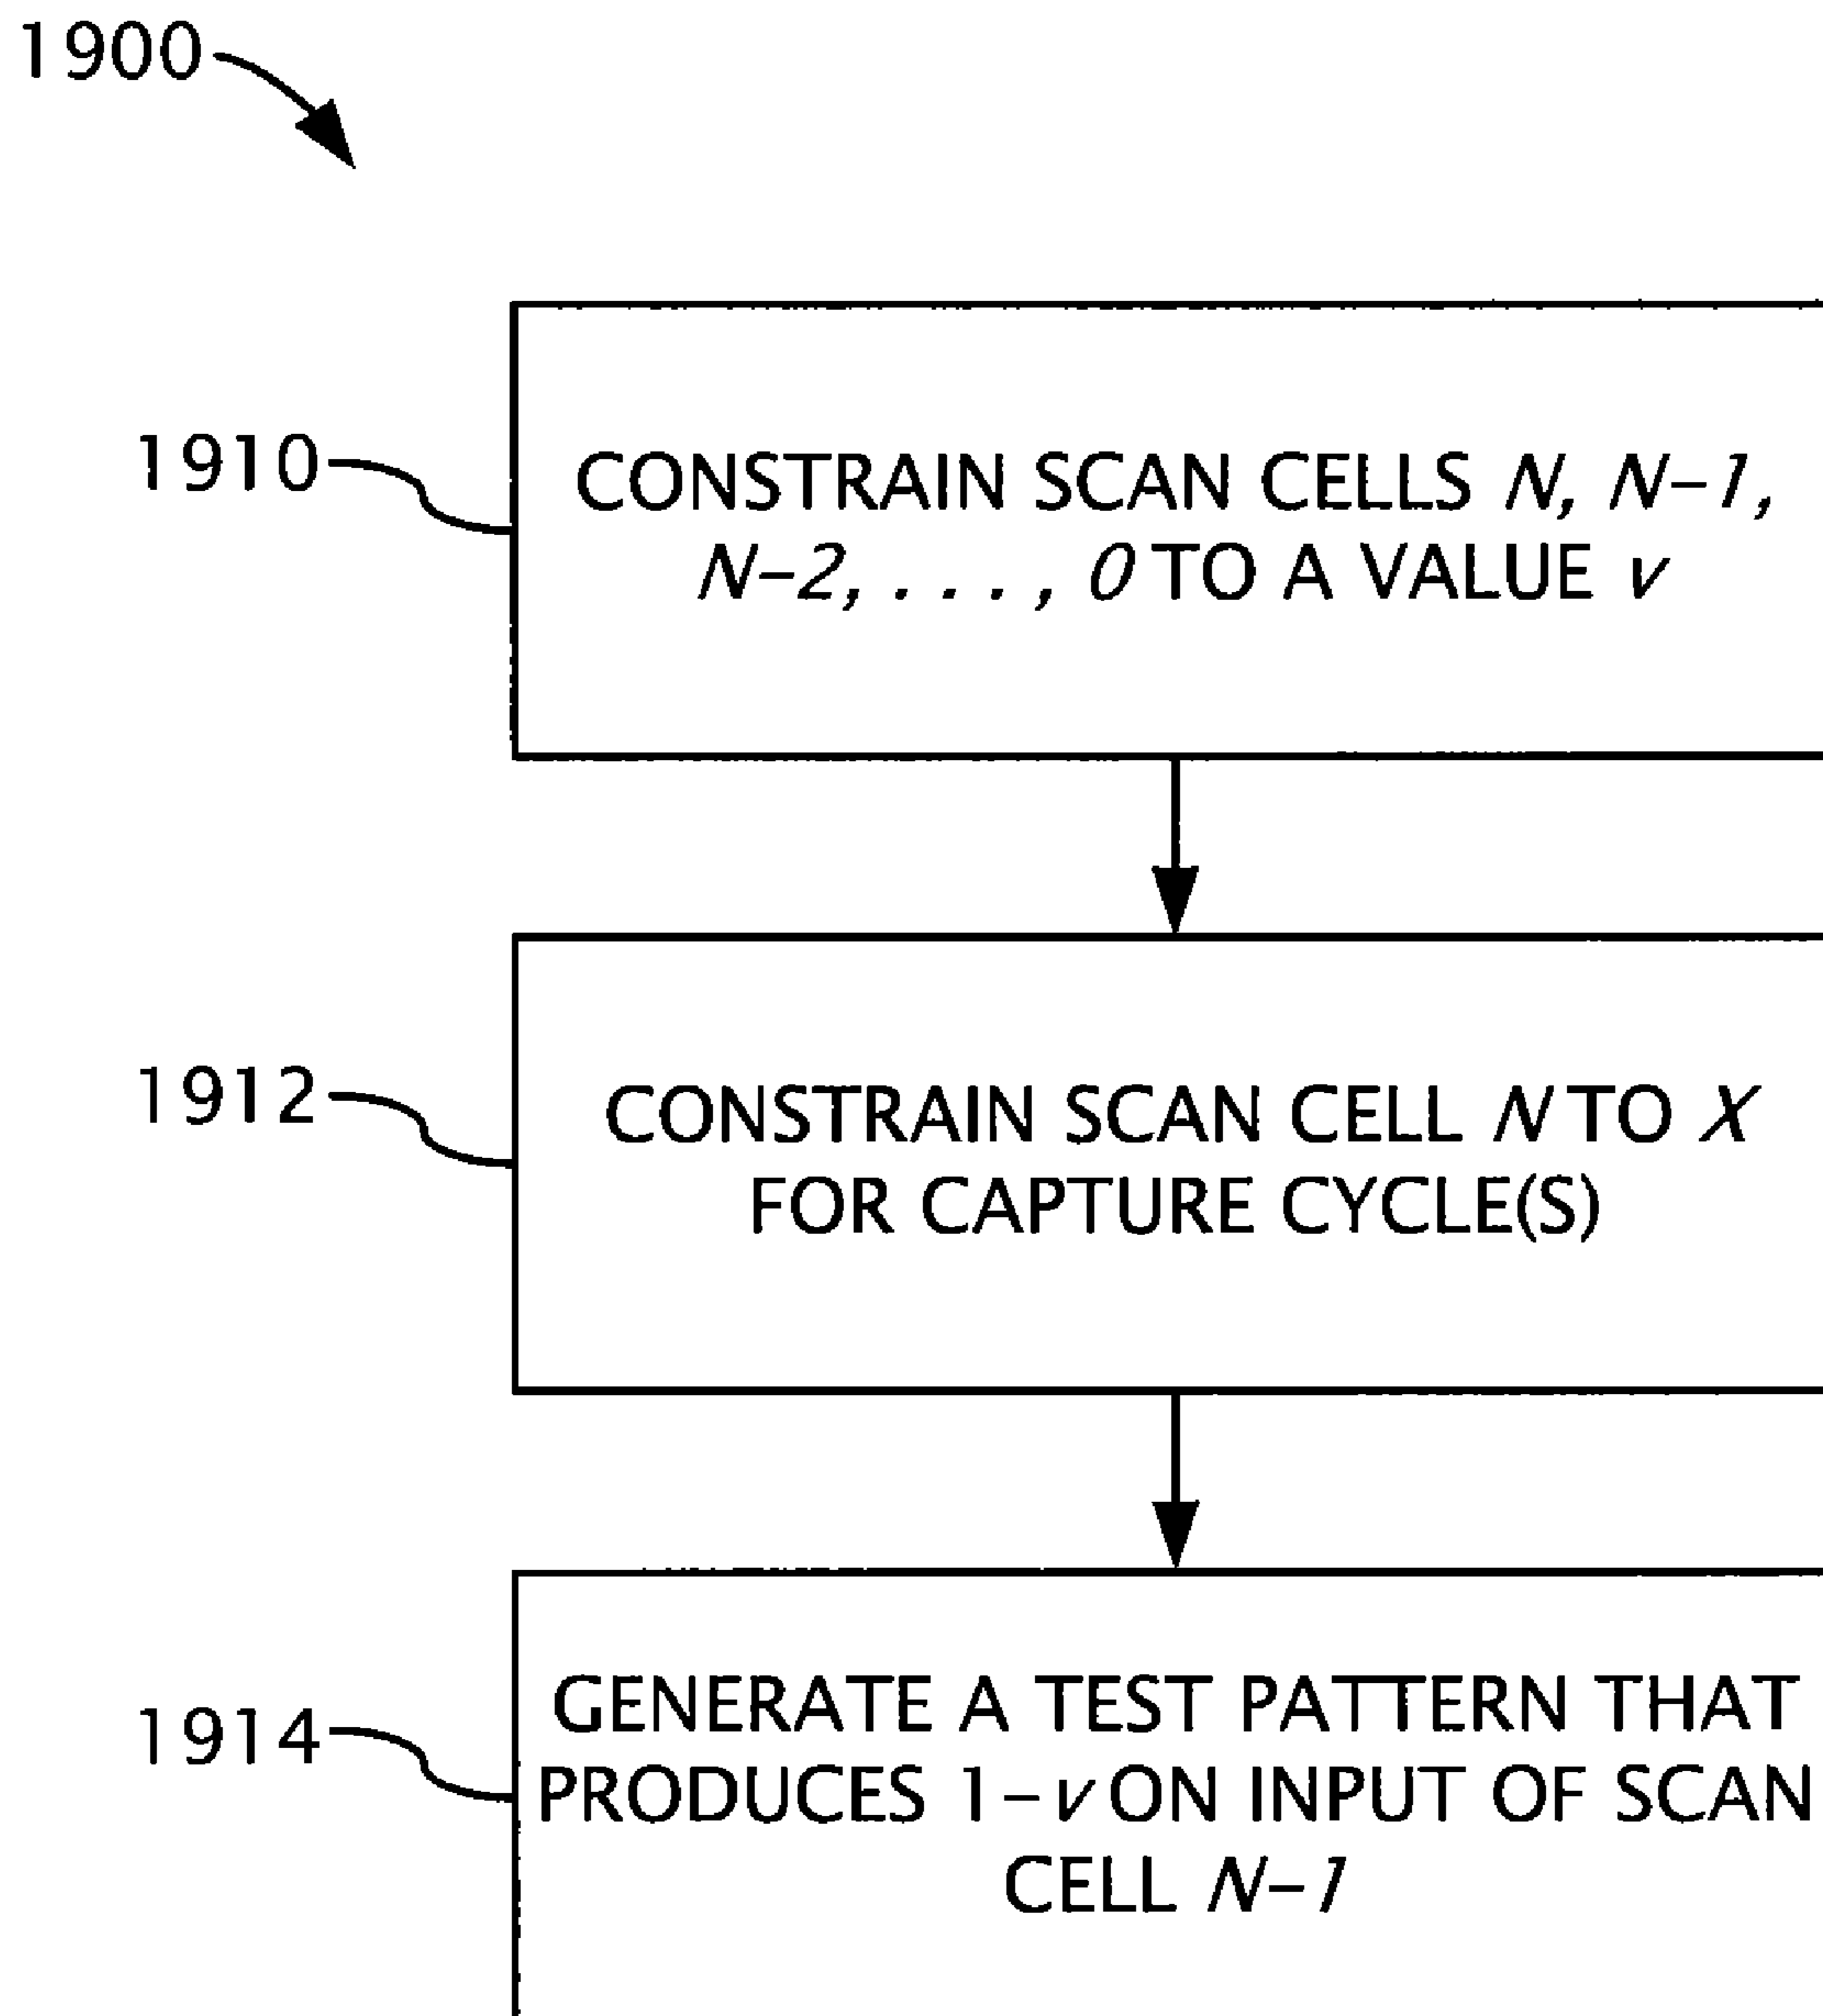 1900
1910
CONSTRAIN SCAN CELLS N, N–1,
N–2, . . . , 0 TO A VALUE v
1912
CONSTRAIN SCAN CELL N TO X
FOR CAPTURE CYCLE(S)
1914
GENERATE A TEST PATTERN THAT
PRODUCES 1–v ON INPUT OF SCAN
CELL N–1